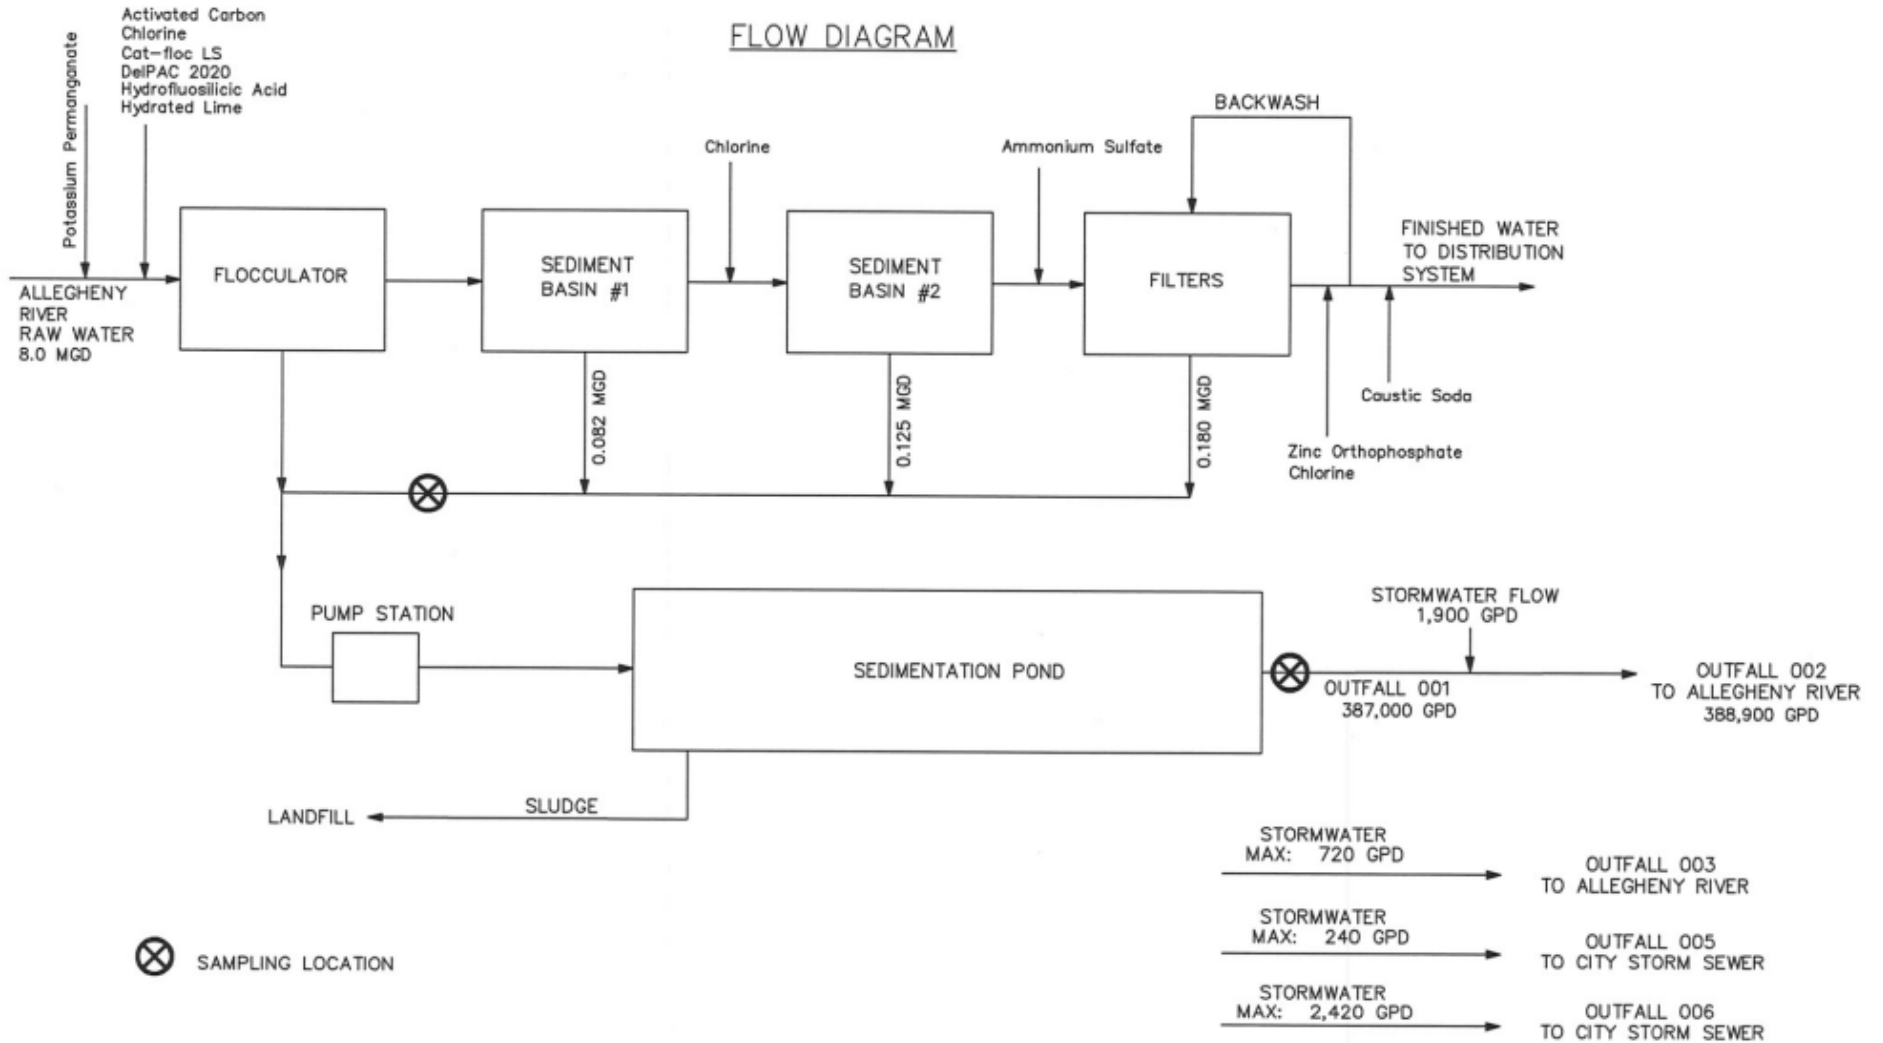 FLOW DIAGRAM
Potassium Permanganate
Activated Carbon
Chlorine
Cat-floc LS
DelPAC 2020
Hydrofluosilicic Acid
Hydrated Lime
ALLEGHENY
RIVER
RAW WATER
8.0 MGD
FLOCCULATOR
SEDIMENT
BASIN #1
Chlorine
SEDIMENT
BASIN #2
Ammonium Sulfate
FILTERS
BACKWASH
FINISHED WATER
TO DISTRIBUTION
SYSTEM
Caustic Soda
Zinc Orthophosphate
Chlorine
0.082 MGD
0.125 MGD
0.180 MGD
PUMP STATION
SEDIMENTATION POND
STORMWATER FLOW
1,900 GPD
OUTFALL 001
387,000 GPD
OUTFALL 002
TO ALLEGHENY RIVER
388,900 GPD
LANDFILL
SLUDGE
STORMWATER
MAX: 720 GPD
OUTFALL 003
TO ALLEGHENY RIVER
STORMWATER
MAX: 240 GPD
OUTFALL 005
TO CITY STORM SEWER
STORMWATER
MAX: 2,420 GPD
OUTFALL 006
TO CITY STORM SEWER
SAMPLING LOCATION